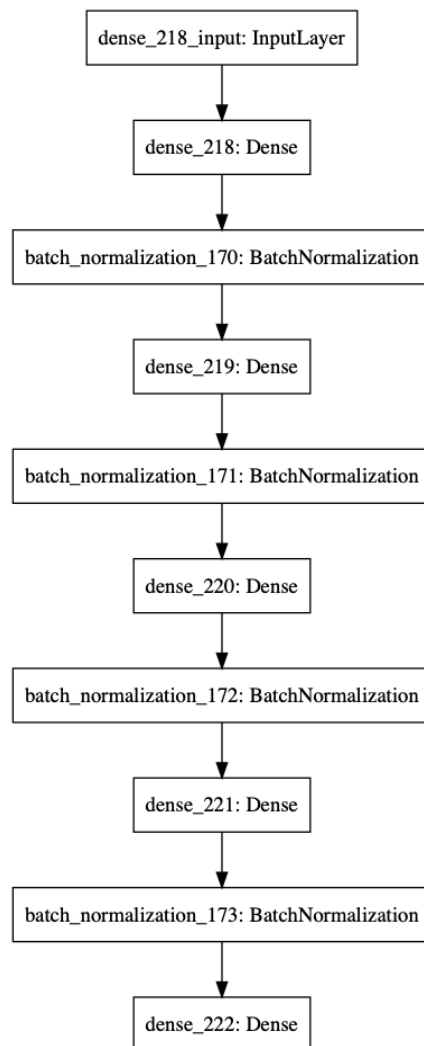 dense_218_input: InputLayer
dense_218: Dense
batch_normalization_170: BatchNormalization
dense_219: Dense
batch_normalization_171: BatchNormalization
dense_220: Dense
batch_normalization_172: BatchNormalization
dense_221: Dense
batch_normalization_173: BatchNormalization
dense_222: Dense